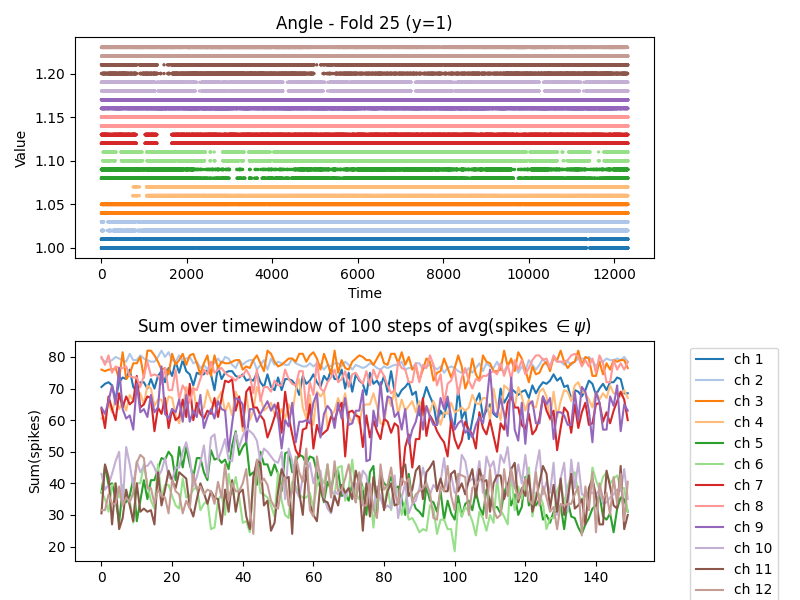 Angle - Fold 25 (y=1)
1.20
1.15
1.10
1.05
1.00
Value
0 2000 4000 6000 8000 10000 12000
Time
Sum over timewindow of 100 steps of avg(spikes ∈ ψ)
80
70
60
50
40
30
20
Sum(spikes)
0 20 40 60 80 100 120 140
ch 1
ch 2
ch 3
ch 4
ch 5
ch 6
ch 7
ch 8
ch 9
ch 10
ch 11
ch 12